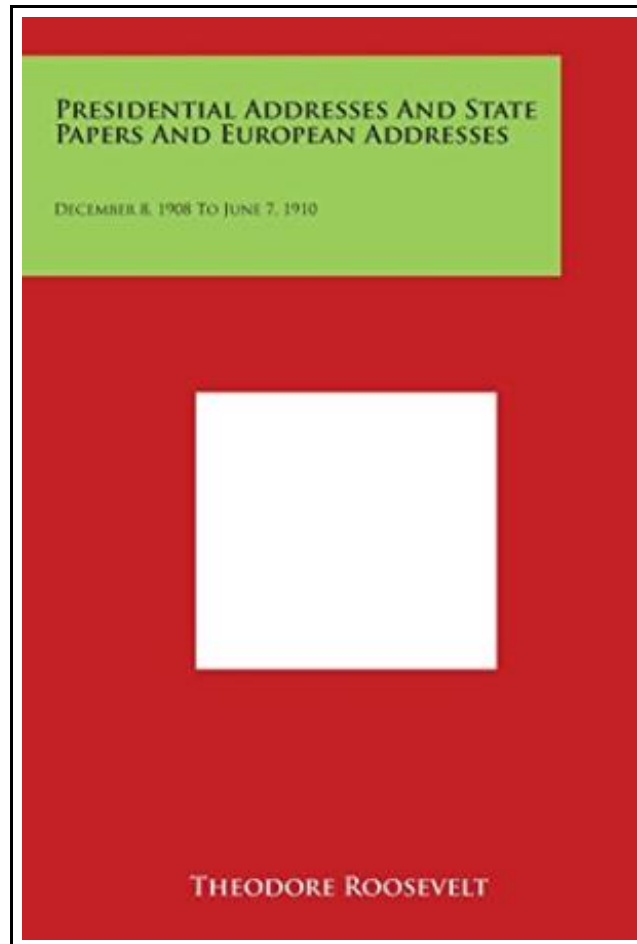 Presidential Addresses And State
Papers And European Addresses
December 8, 1908 To June 7, 1910
Theodore Roosevelt